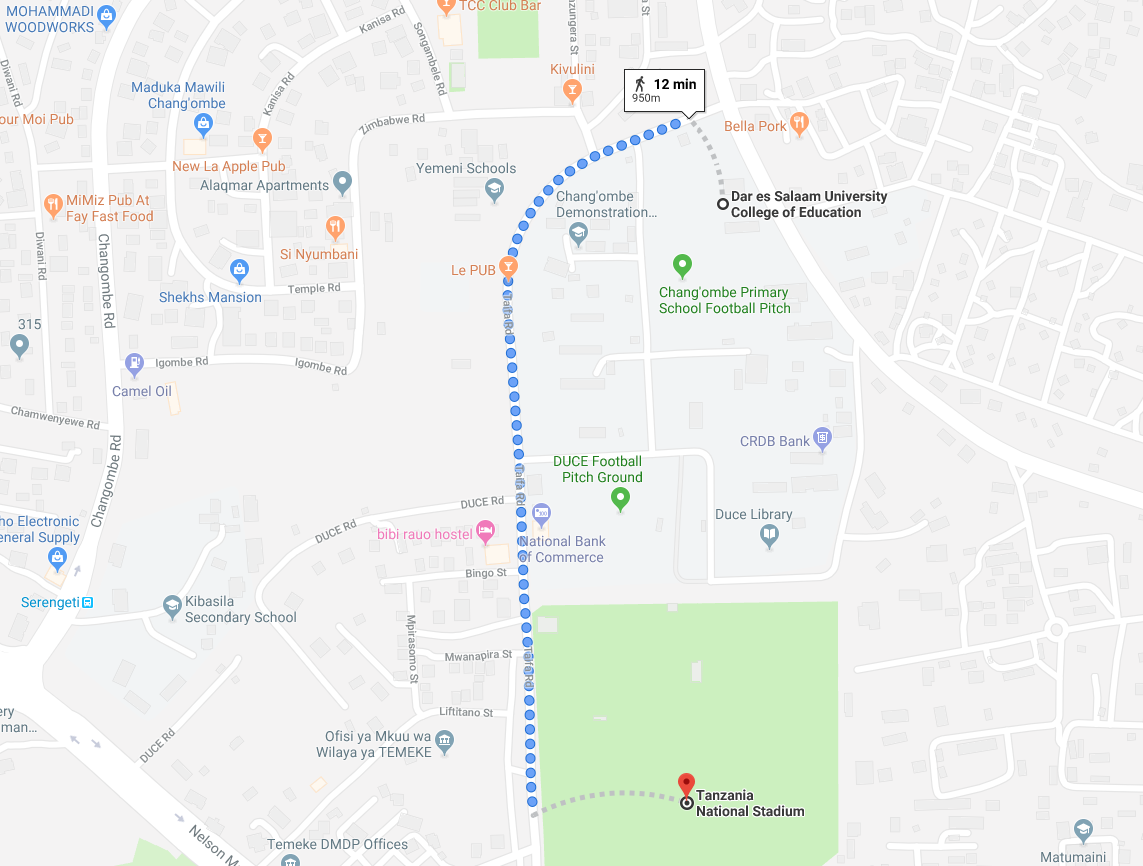 MOHAMMADI
WOODWORKS
TCC Club Bar
Kanisa Rd
Songambele Rd
Diwani Rd
Kivulini
12 min
950m
Maduka Mawili
Chang'ombe
Kanisa Rd
our Moi Pub
Zimbabwe Rd
Bella Pork
New La Apple Pub
Yemeni Schools
Alaqmar Apartments
MiMiz Pub At
Fay Fast Food
Chang'ombe
Demonstration...
Dar es Salaam University
College of Education
Si Nyumbani
Diwani Rd
Changombe Rd
Le PUB
Shekhs Mansion
Temple Rd
Chang'ombe Primary
School Football Pitch
Taifa Rd
315
Igombe Rd
Igombe Rd
Camel Oil
Chamwenyewe Rd
CRDB Bank
Changombe Rd
DUCE Football
Pitch Ground
Taifa Rd
DUCE Rd
Duce Library
ho Electronic
eneral Supply
DUCE Rd
bibi rauo hostel
National Bank
of Commerce
Bingo St
Serengeti
Kibasila
Secondary School
Mpirasomo St
Mwanapira St
Taifa Rd
ery
man...
Liftitano St
DUCE Rd
Ofisi ya Mkuu wa
Wilaya ya TEMEKE
Tanzania
National Stadium
Nelson M
Temeke DMDP Offices
Matumaini